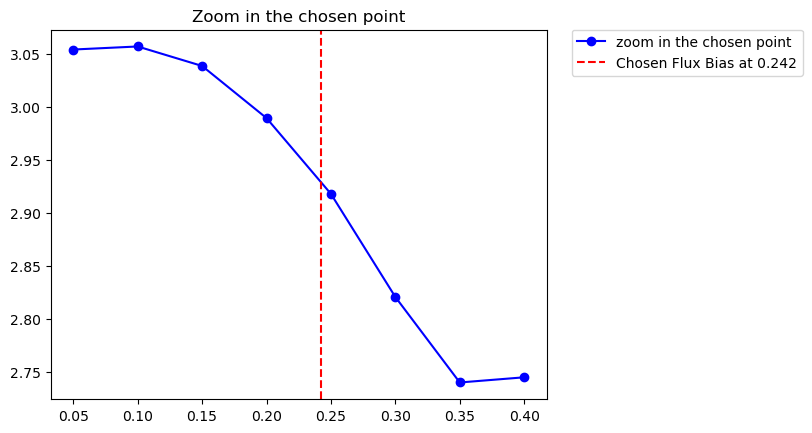 Zoom in the chosen point
zoom in the chosen point
Chosen Flux Bias at 0.242
3.05
3.00
2.95
2.90
2.85
2.80
2.75
0.05 0.10 0.15 0.20 0.25 0.30 0.35 0.40